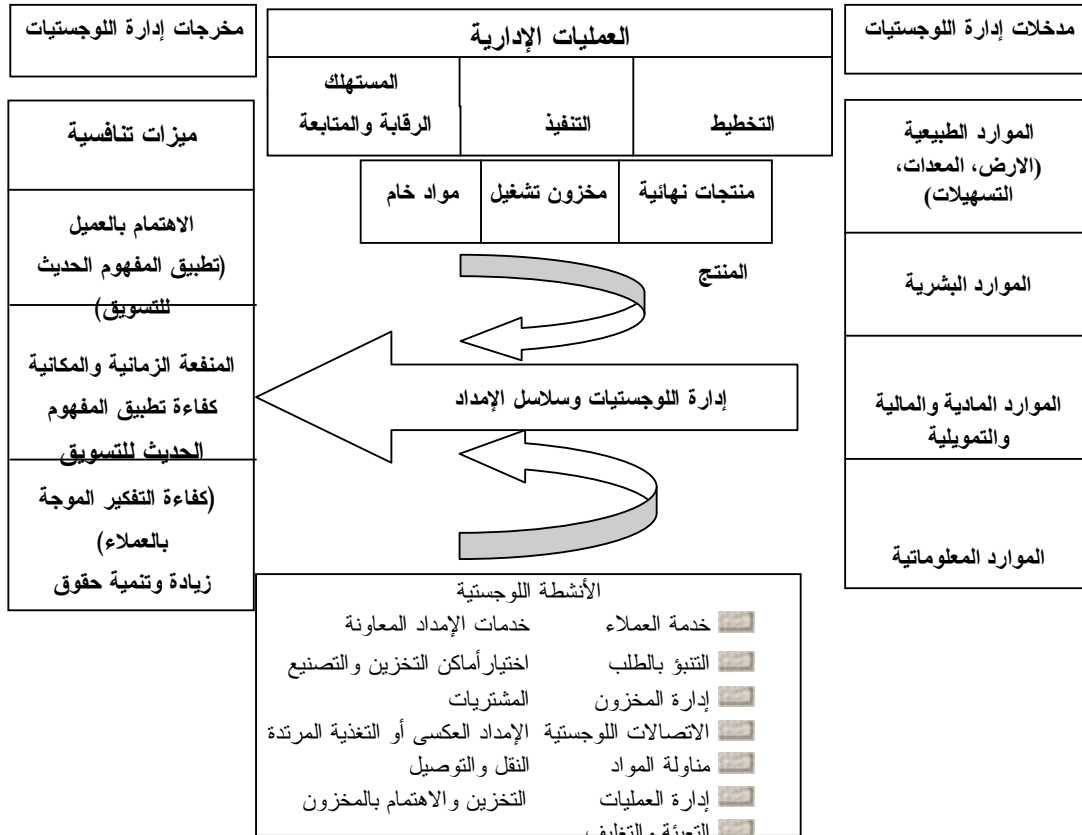 مدخلات إدارة اللوجستيات
الموارد الطبيعية
(الارض، المعدات،
التسهيلات)
الموارد البشرية
الموارد المادية والمالية
والتمويلية
الموارد المعلوماتية
العمليات الإدارية
التخطيط
التنفيذ
المستهلك
الرقابة والمتابعة
منتجات نهائية
مخزون تشغيل
مواد خام
المنتج
إدارة اللوجستيات وسلاسل الإمداد
الأنشطة اللوجستية
خدمة العملاء خدمات الإمداد المعاونة
التنبؤ بالطلب اختيار أماكن التخزين والتصنيع
إدارة المخزون المشتريات
الاتصالات اللوجستية الإمداد العكسى أو التغذية المرتدة
مناولة المواد النقل والتوصيل
إدارة العمليات التخزين والاهتمام بالمخزون
التعبئة والتغليف
مخرجات إدارة اللوجستيات
ميزات تنافسية
الاهتمام بالعميل
(تطبيق المفهوم الحديث
للتسويق)
المنفعة الزمانية والمكانية
كفاءة تطبيق المفهوم
الحديث للتسويق
(كفاءة التفكير الموجة
بالعملاء)
زيادة وتنمية حقوق